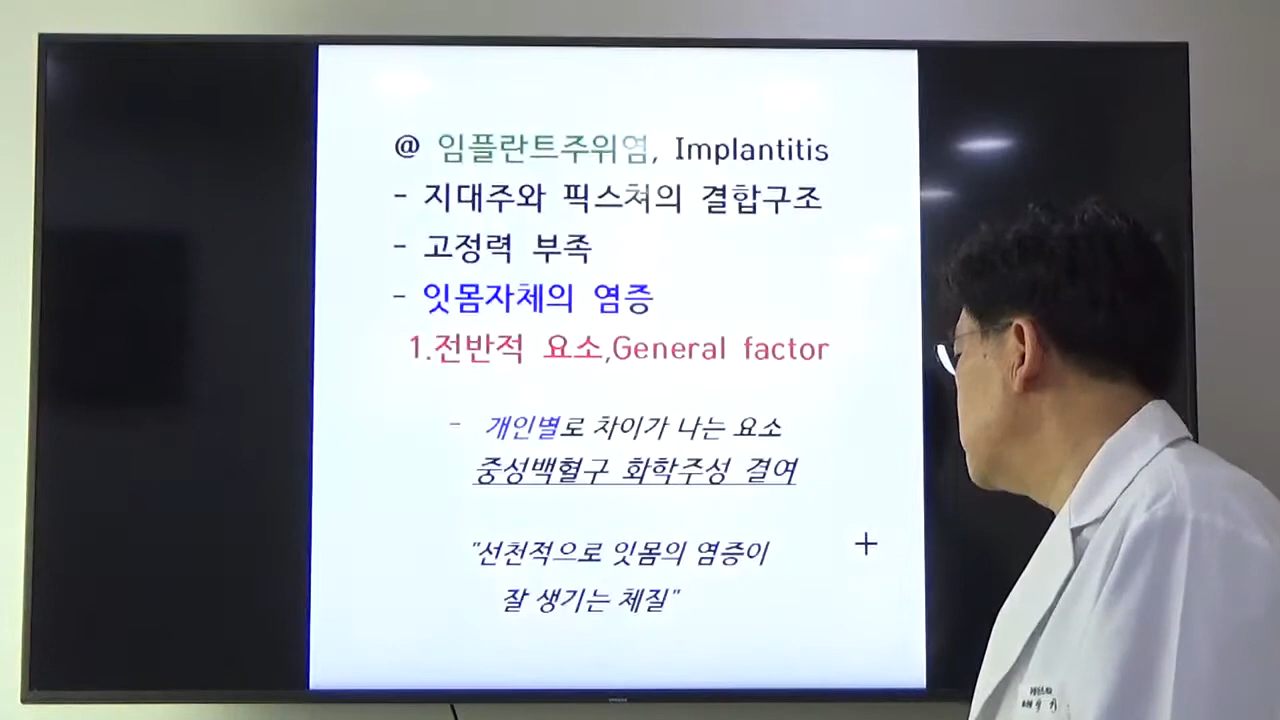 @ 임플란트주위염, Implantitis
- 지대주와 픽스쳐의 결합구조
- 고정력 부족
- 잇몸자체의 염증
1.전반적 요소,General factor
- 개인별로 차이가 나는 요소
중성백혈구 화학주성 결여
"선천적으로 잇몸의 염증이
잘 생기는 체질"